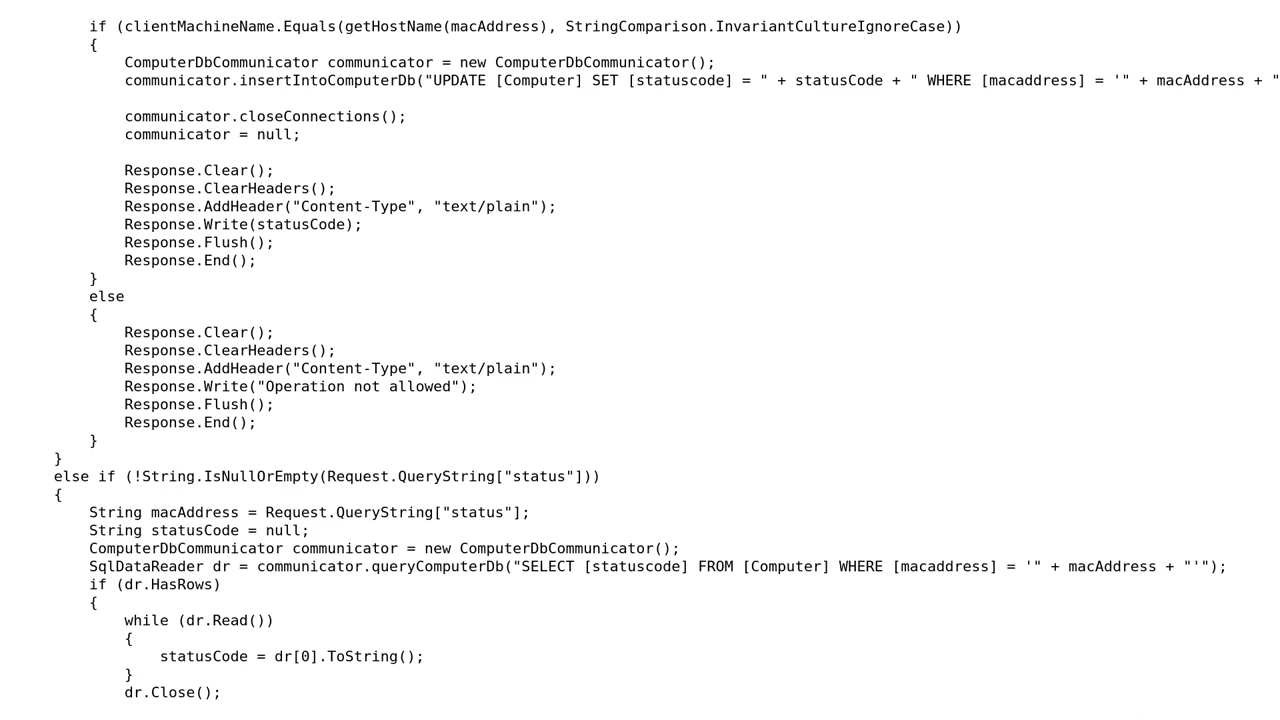 if (clientMachineName.Equals(getHostName(macAddress), StringComparison.InvariantCultureIgnoreCase))
{
ComputerDbCommunicator communicator = new ComputerDbCommunicator();
communicator.insertIntoComputerDb("UPDATE [Computer] SET [statuscode] = " + statusCode + " WHERE [macaddress] = '" + macAddress + "
communicator.closeConnections();
communicator = null;
Response.Clear();
Response.ClearHeaders();
Response.AddHeader("Content-Type", "text/plain");
Response.Write(statusCode);
Response.Flush();
Response.End();
}
else
{
Response.Clear();
Response.ClearHeaders();
Response.AddHeader("Content-Type", "text/plain");
Response.Write("Operation not allowed");
Response.Flush();
Response.End();
}
}
else if (!String.IsNullOrEmpty(Request.QueryString["status"]))
{
String macAddress = Request.QueryString["status"];
String statusCode = null;
ComputerDbCommunicator communicator = new ComputerDbCommunicator();
SqlDataReader dr = communicator.queryComputerDb("SELECT [statuscode] FROM [Computer] WHERE [macaddress] = '" + macAddress + "'");
if (dr.HasRows)
{
while (dr.Read())
{
statusCode = dr[0].ToString();
}
dr.Close();